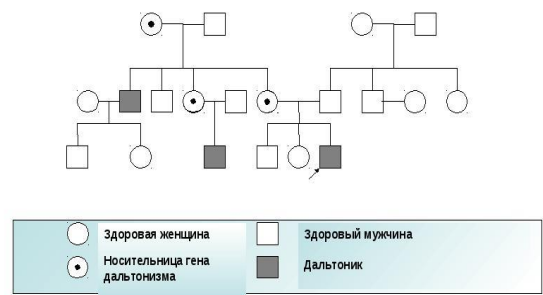 Здоровая женщина
Здоровый мужчина
Носительница гена
дальтонизма
Дальтоник